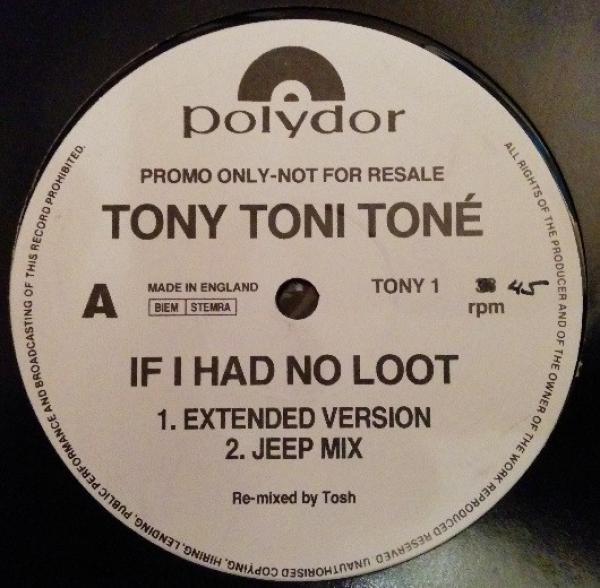 polydor
PROMO ONLY-NOT FOR RESALE
TONY TONI TONÉ
A
MADE IN ENGLAND
BIEM STEMRA
TONY 1
45
rpm
IF I HAD NO LOOT
1. EXTENDED VERSION
2. JEEP MIX
Re-mixed by Tosh
ALL RIGHTS OF THE PRODUCER AND OF THE OWNER OF THE WORK REPRODUCED RESERVED. UNAUTHORISED COPYING, HIRING, LENDING, PUBLIC PERFORMANCE AND BROADCASTING OF THIS RECORD PROHIBITED.